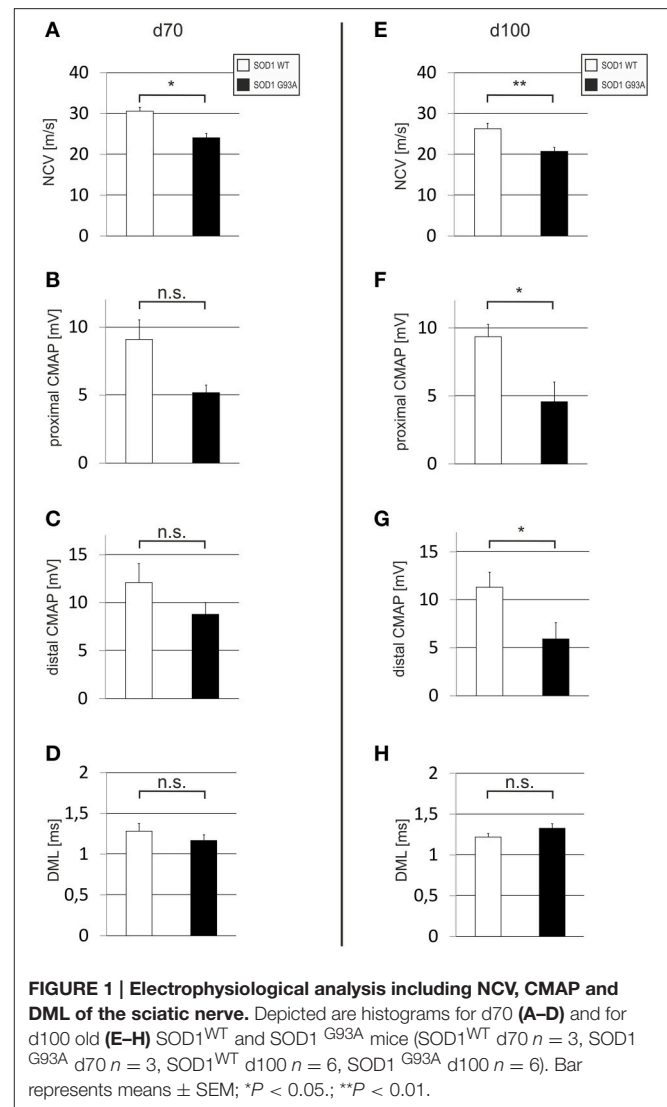 A
d70
SOD1 WT
SOD1 G93A
NCV [m/s]
40
30
20
10
0
*
B
proximal CMAP [mV]
10
5
0
n.s.
C
distal CMAP [mV]
15
10
5
0
n.s.
D
DML [ms]
2
1,5
1
0,5
0
n.s.
E
d100
SOD1 WT
SOD1 G93A
NCV [m/s]
40
30
20
10
0
**
F
proximal CMAP [mV]
10
5
0
*
G
distal CMAP [mV]
15
10
5
0
*
H
DML [ms]
2
1,5
1
0,5
0
n.s.
FIGURE 1 | Electrophysiological analysis including NCV, CMAP and
DML of the sciatic nerve. Depicted are histograms for d70 (A–D) and for
d100 old (E–H) SOD1WT and SOD1 G93A mice (SOD1WT d70 n = 3, SOD1
G93A d70 n = 3, SOD1WT d100 n = 6, SOD1 G93A d100 n = 6). Bar
represents means ± SEM; *P < 0.05.; **P < 0.01.